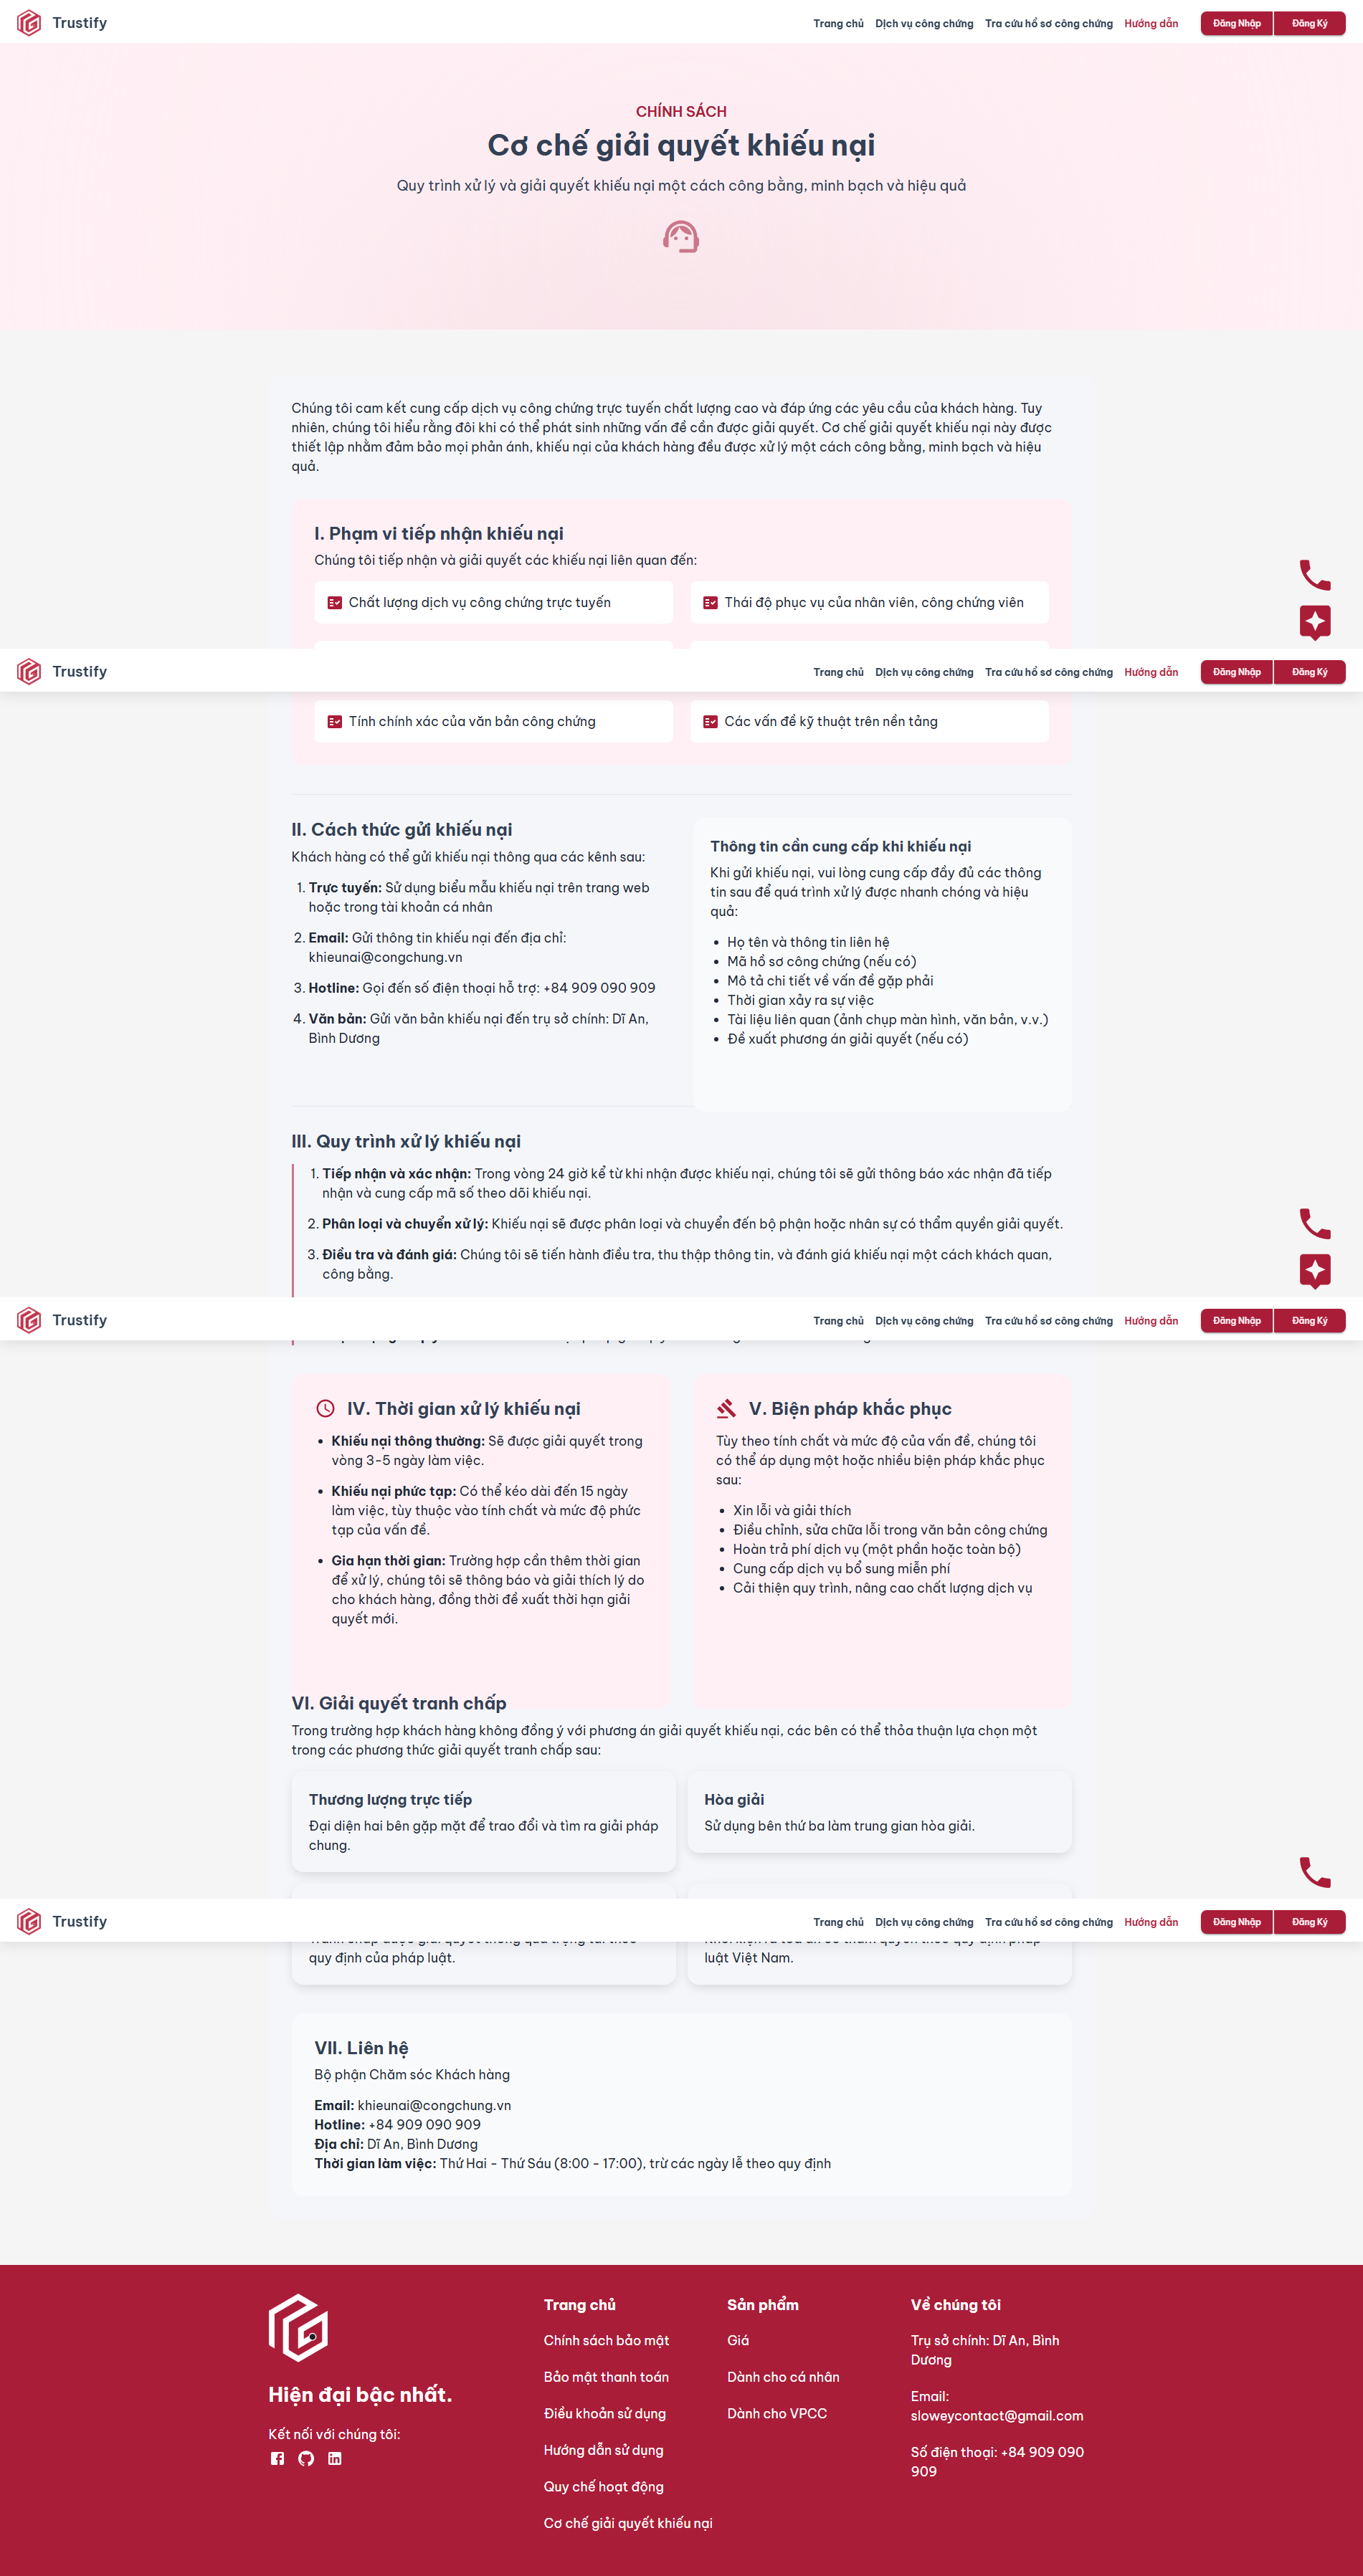 Trustify
Trang chủ
Dịch vụ công chứng
Tra cứu hồ sơ công chứng
Hướng dẫn
Đăng Nhập
Đăng Ký
CHÍNH SÁCH
Cơ chế giải quyết khiếu nại
Quy trình xử lý và giải quyết khiếu nại một cách công bằng, minh bạch và hiệu quả
Chúng tôi cam kết cung cấp dịch vụ công chứng trực tuyến chất lượng cao và đáp ứng các yêu cầu của khách hàng. Tuy
nhiên, chúng tôi hiểu rằng đôi khi có thể phát sinh những vấn đề cần được giải quyết. Cơ chế giải quyết khiếu nại này được
thiết lập nhằm đảm bảo mọi phản ánh, khiếu nại của khách hàng đều được xử lý một cách công bằng, minh bạch và hiệu
quả.
I. Phạm vi tiếp nhận khiếu nại
Chúng tôi tiếp nhận và giải quyết các khiếu nại liên quan đến:
Chất lượng dịch vụ công chứng trực tuyến
Thái độ phục vụ của nhân viên, công chứng viên
Trustify
Trang chủ
Dịch vụ công chứng
Tra cứu hồ sơ công chứng
Hướng dẫn
Đăng Nhập
Đăng Ký
Tính chính xác của văn bản công chứng
Các vấn đề kỹ thuật trên nền tảng
II. Cách thức gửi khiếu nại
Khách hàng có thể gửi khiếu nại thông qua các kênh sau:
1. Trực tuyến: Sử dụng biểu mẫu khiếu nại trên trang web
hoặc trong tài khoản cá nhân
2. Email: Gửi thông tin khiếu nại đến địa chỉ:
khieunai@congchung.vn
3. Hotline: Gọi đến số điện thoại hỗ trợ: +84 909 090 909
4. Văn bản: Gửi văn bản khiếu nại đến trụ sở chính: Dĩ An,
Bình Dương
Thông tin cần cung cấp khi khiếu nại
Khi gửi khiếu nại, vui lòng cung cấp đầy đủ các thông
tin sau để quá trình xử lý được nhanh chóng và hiệu
quả:
• Họ tên và thông tin liên hệ
• Mã hồ sơ công chứng (nếu có)
• Mô tả chi tiết về vấn đề gặp phải
• Thời gian xảy ra sự việc
• Tài liệu liên quan (ảnh chụp màn hình, văn bản, v.v.)
• Đề xuất phương án giải quyết (nếu có)
III. Quy trình xử lý khiếu nại
1. Tiếp nhận và xác nhận: Trong vòng 24 giờ kể từ khi nhận được khiếu nại, chúng tôi sẽ gửi thông báo xác nhận đã tiếp
nhận và cung cấp mã số theo dõi khiếu nại.
2. Phân loại và chuyển xử lý: Khiếu nại sẽ được phân loại và chuyển đến bộ phận hoặc nhân sự có thẩm quyền giải quyết.
3. Điều tra và đánh giá: Chúng tôi sẽ tiến hành điều tra, thu thập thông tin, và đánh giá khiếu nại một cách khách quan,
công bằng.
Trustify
Trang chủ
Dịch vụ công chứng
Tra cứu hồ sơ công chứng
Hướng dẫn
Đăng Nhập
Đăng Ký
IV. Thời gian xử lý khiếu nại
• Khiếu nại thông thường: Sẽ được giải quyết trong
vòng 3-5 ngày làm việc.
• Khiếu nại phức tạp: Có thể kéo dài đến 15 ngày
làm việc, tùy thuộc vào tính chất và mức độ phức
tạp của vấn đề.
• Gia hạn thời gian: Trường hợp cần thêm thời gian
để xử lý, chúng tôi sẽ thông báo và giải thích lý do
cho khách hàng, đồng thời đề xuất thời hạn giải
quyết mới.
V. Biện pháp khắc phục
Tùy theo tính chất và mức độ của vấn đề, chúng tôi
có thể áp dụng một hoặc nhiều biện pháp khắc phục
sau:
• Xin lỗi và giải thích
• Điều chỉnh, sửa chữa lỗi trong văn bản công chứng
• Hoàn trả phí dịch vụ (một phần hoặc toàn bộ)
• Cung cấp dịch vụ bổ sung miễn phí
• Cải thiện quy trình, nâng cao chất lượng dịch vụ
VI. Giải quyết tranh chấp
Trong trường hợp khách hàng không đồng ý với phương án giải quyết khiếu nại, các bên có thể thỏa thuận lựa chọn một
trong các phương thức giải quyết tranh chấp sau:
Thương lượng trực tiếp
Đại diện hai bên gặp mặt để trao đổi và tìm ra giải pháp
chung.
Hòa giải
Sử dụng bên thứ ba làm trung gian hòa giải.
Trustify
Trang chủ
Dịch vụ công chứng
Tra cứu hồ sơ công chứng
Hướng dẫn
Đăng Nhập
Đăng Ký
quy định của pháp luật.
luật Việt Nam.
VII. Liên hệ
Bộ phận Chăm sóc Khách hàng
Email: khieunai@congchung.vn
Hotline: +84 909 090 909
Địa chỉ: Dĩ An, Bình Dương
Thời gian làm việc: Thứ Hai - Thứ Sáu (8:00 - 17:00), trừ các ngày lễ theo quy định
Hiện đại bậc nhất.
Kết nối với chúng tôi:
Trang chủ
Chính sách bảo mật
Bảo mật thanh toán
Điều khoản sử dụng
Hướng dẫn sử dụng
Quy chế hoạt động
Cơ chế giải quyết khiếu nại
Sản phẩm
Giá
Dành cho cá nhân
Dành cho VPCC
Về chúng tôi
Trụ sở chính: Dĩ An, Bình
Dương
Email:
sloweycontact@gmail.com
Số điện thoại: +84 909 090
909